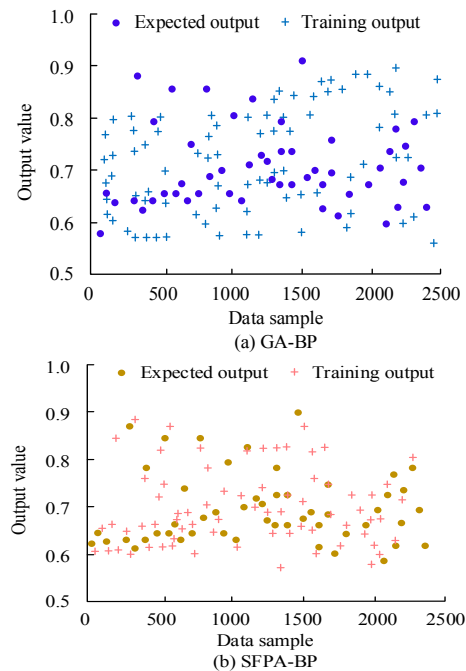 Expected output Training output
1.0
0.9
0.8
0.7
0.6
0.5
Output value
0 500 1000 1500 2000 2500
Data sample
(a) GA-BP
Expected output Training output
1.0
0.9
0.8
0.7
0.6
0.5
Output value
0 500 1000 1500 2000 2500
Data sample
(b) SFPA-BP